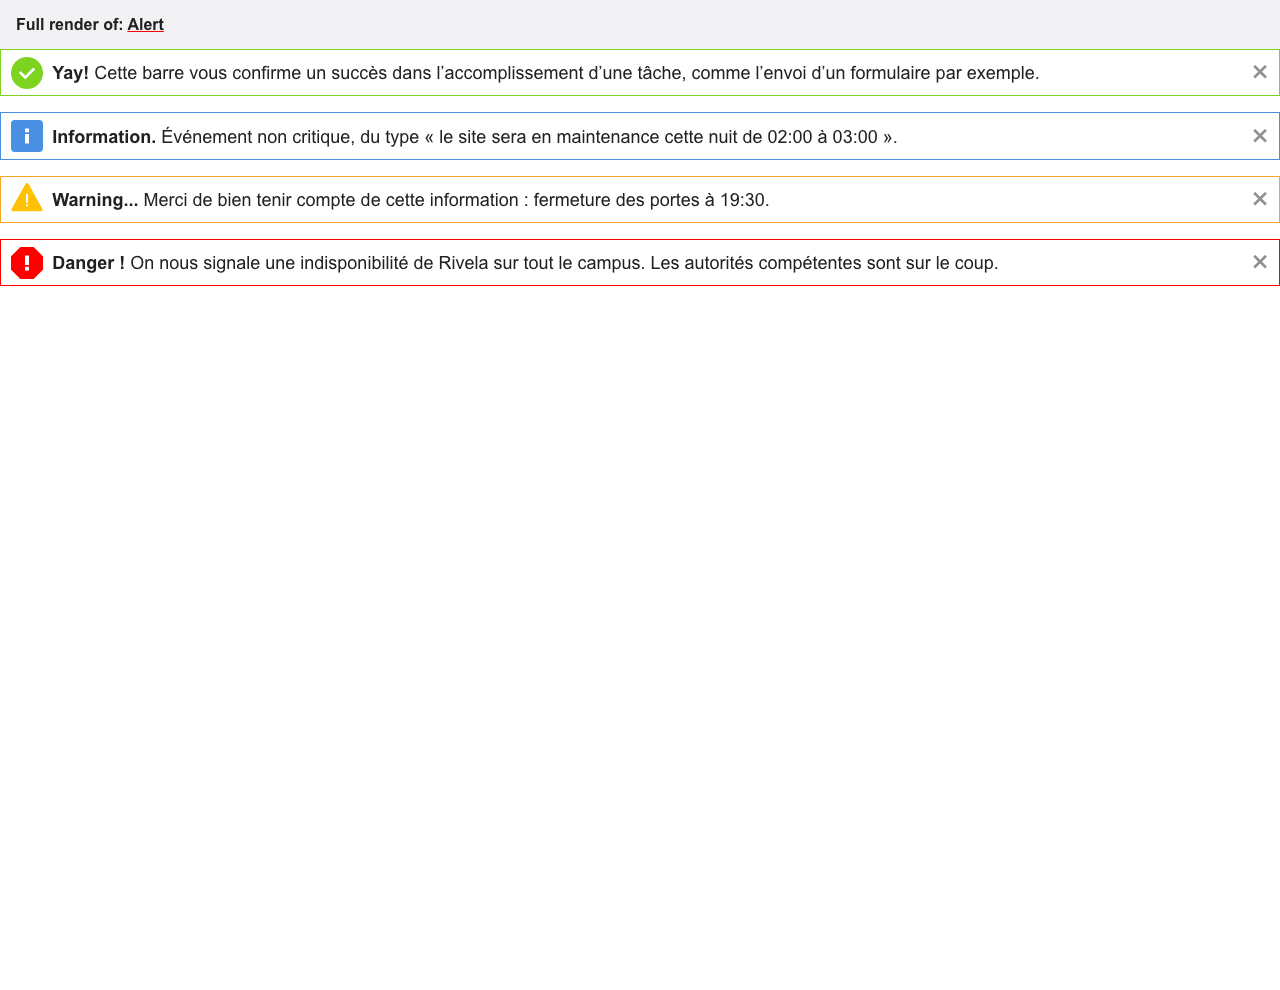 Full render of: Alert
Yay! Cette barre vous confirme un succès dans l’accomplissement d’une tâche, comme l’envoi d’un formulaire par exemple.
Information. Événement non critique, du type « le site sera en maintenance cette nuit de 02:00 à 03:00 ».
Warning... Merci de bien tenir compte de cette information : fermeture des portes à 19:30.
Danger ! On nous signale une indisponibilité de Rivela sur tout le campus. Les autorités compétentes sont sur le coup.